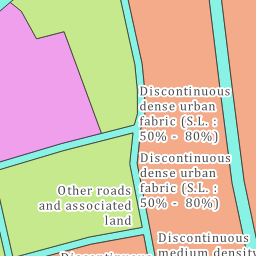 Discontinuous
dense urban
fabric (S.L. :
50% - 80%)
Discontinuous
dense urban
fabric (S.L. :
50% - 80%)
Other roads
and associated
land
Discontinuous
medium density
Discontinuous